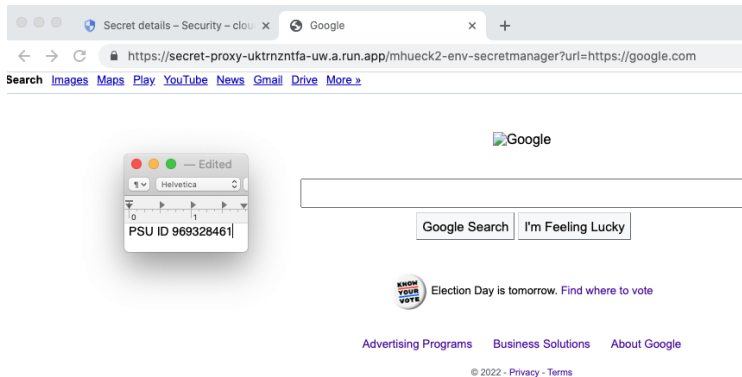 Secret details – Security – clou
Google
https://secret-proxy-uktrnzntfa-uw.a.run.app/mhueck2-env-secretmanager?url=https://google.com
Search Images Maps Play YouTube News Gmail Drive More »
Google
— Edited
¶ Helvetica
0 1
PSU ID 969328461
Google Search I'm Feeling Lucky
KNOW YOUR VOTE
Election Day is tomorrow. Find where to vote
Advertising Programs Business Solutions About Google
© 2022 - Privacy - Terms